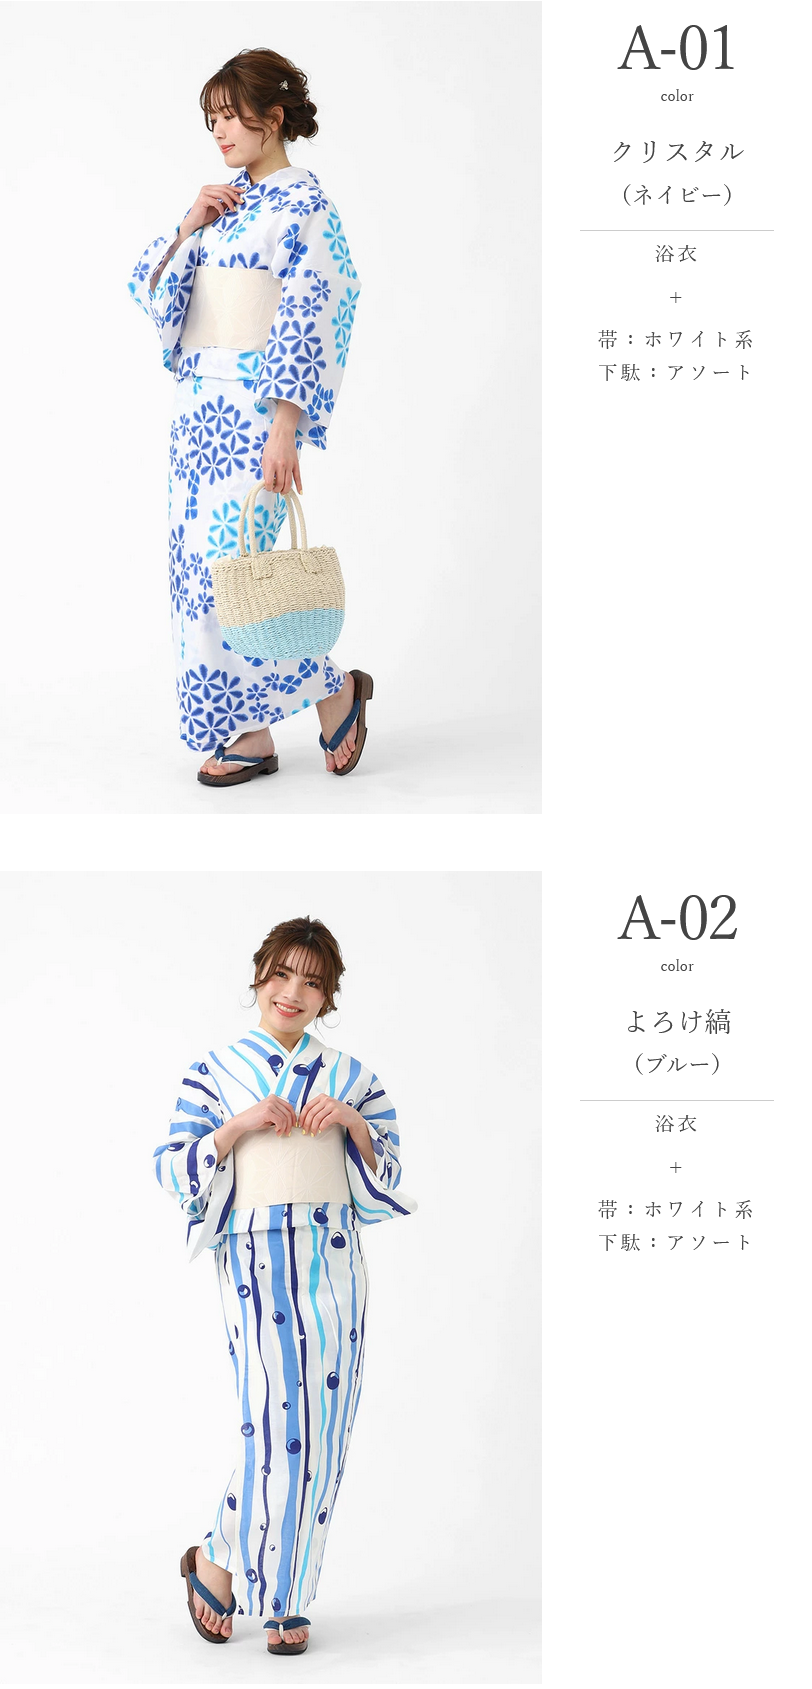 A-01
color
クリスタル
（ネイビー）
浴衣
+
帯：ホワイト系
下駄：アソート
A-02
color
よろけ縞
（ブルー）
浴衣
+
帯：ホワイト系
下駄：アソート